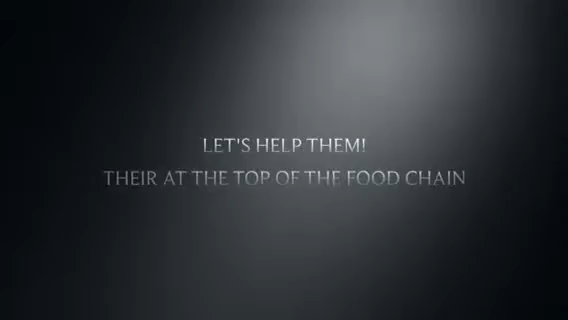 LET'S HELP THEM!
THEIR AT THE TOP OF THE FOOD CHAIN